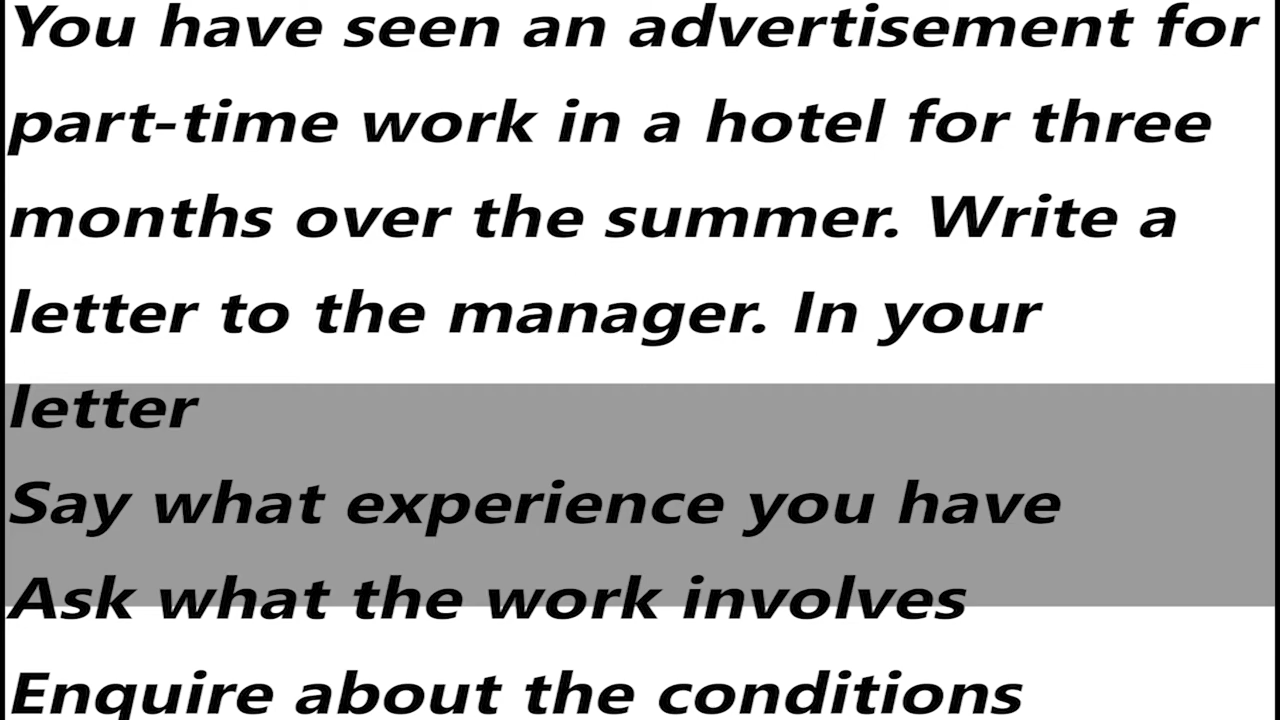 You have seen an advertisement for
part-time work in a hotel for three
months over the summer. Write a
letter to the manager. In your
letter
Say what experience you have
Ask what the work involves
Enquire about the conditions